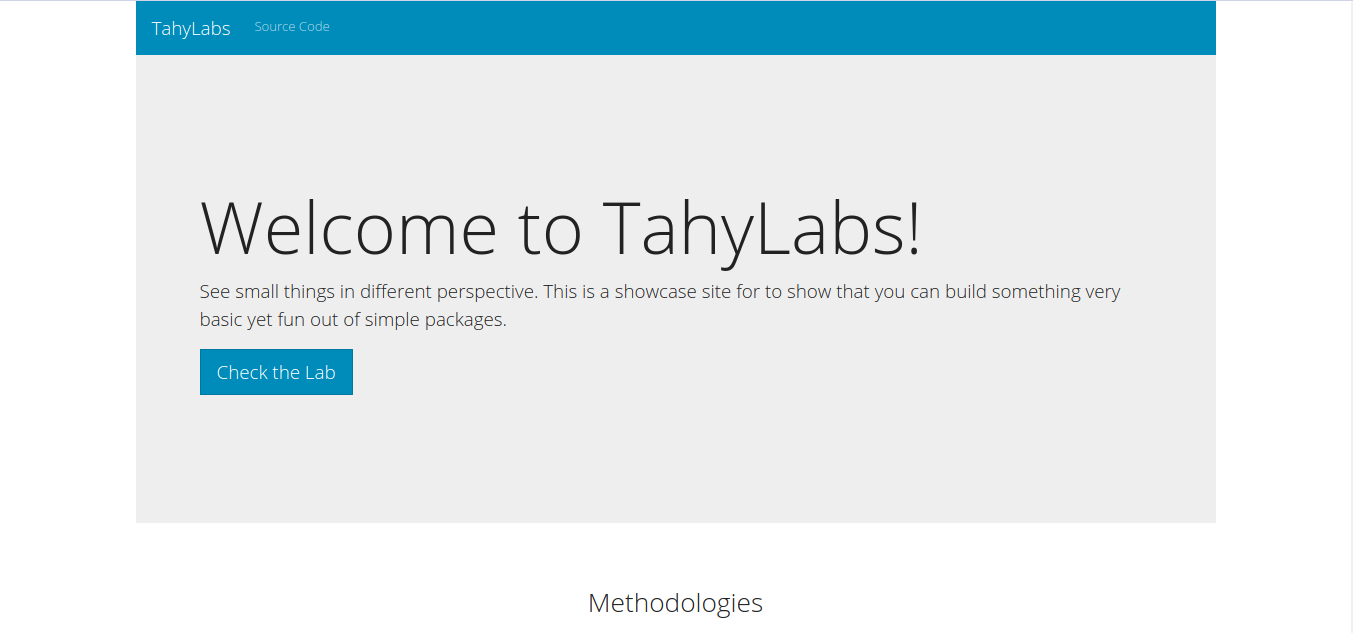 TahyLabs Source Code
Welcome to TahyLabs!
See small things in different perspective. This is a showcase site for to show that you can build something very
basic yet fun out of simple packages.
Check the Lab
Methodologies